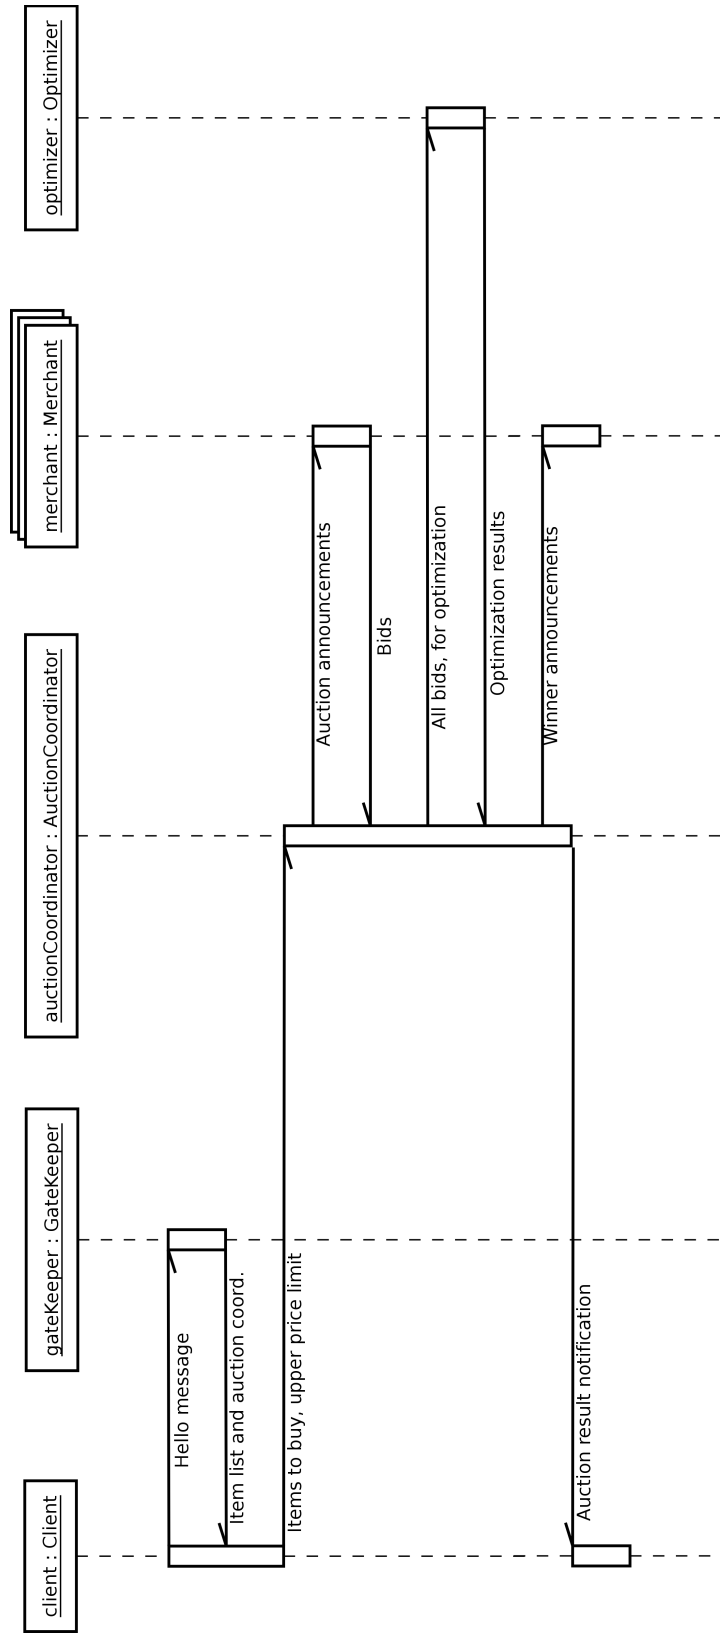 client : Client
gateKeeper : GateKeeper
auctionCoordinator : AuctionCoordinator
merchant : Merchant
optimizer : Optimizer
Hello message
Item list and auction coord.
Items to buy, upper price limit
Auction announcements
Bids
All bids, for optimization
Optimization results
Winner announcements
Auction result notification